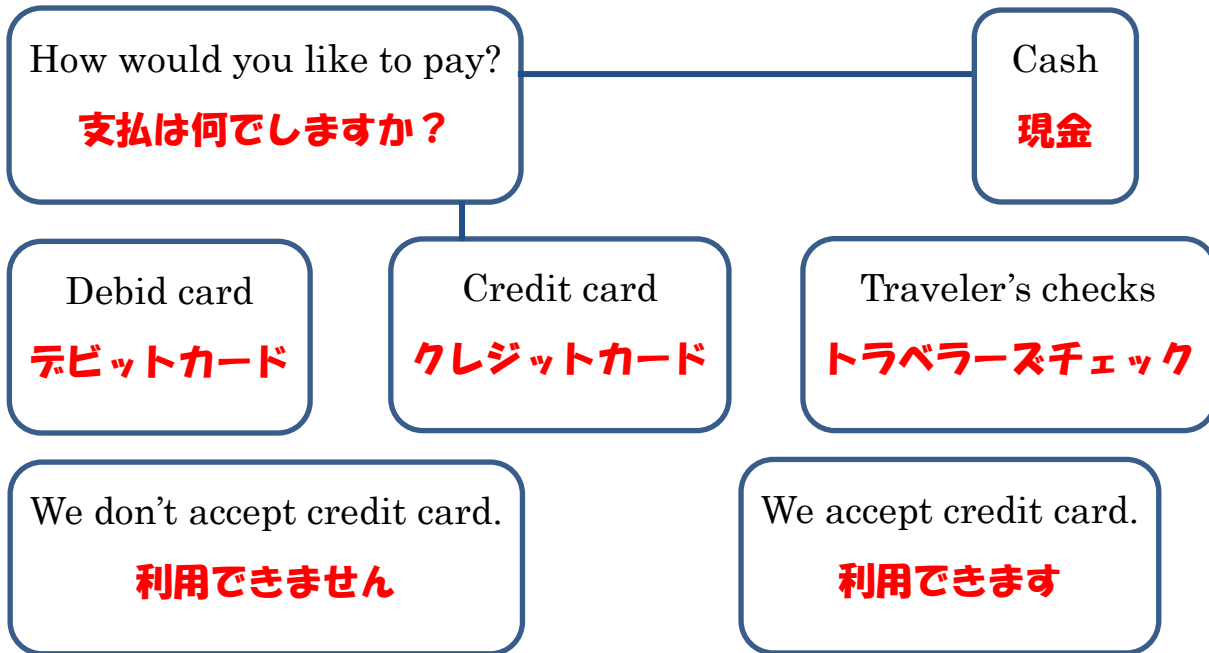 How would you like to pay?
支払は何でしますか？
Cash
現金
Debid card
デビットカード
Credit card
クレジットカード
Traveler’s checks
トラベラーズチェック
We don’t accept credit card.
利用できません
We accept credit card.
利用できます